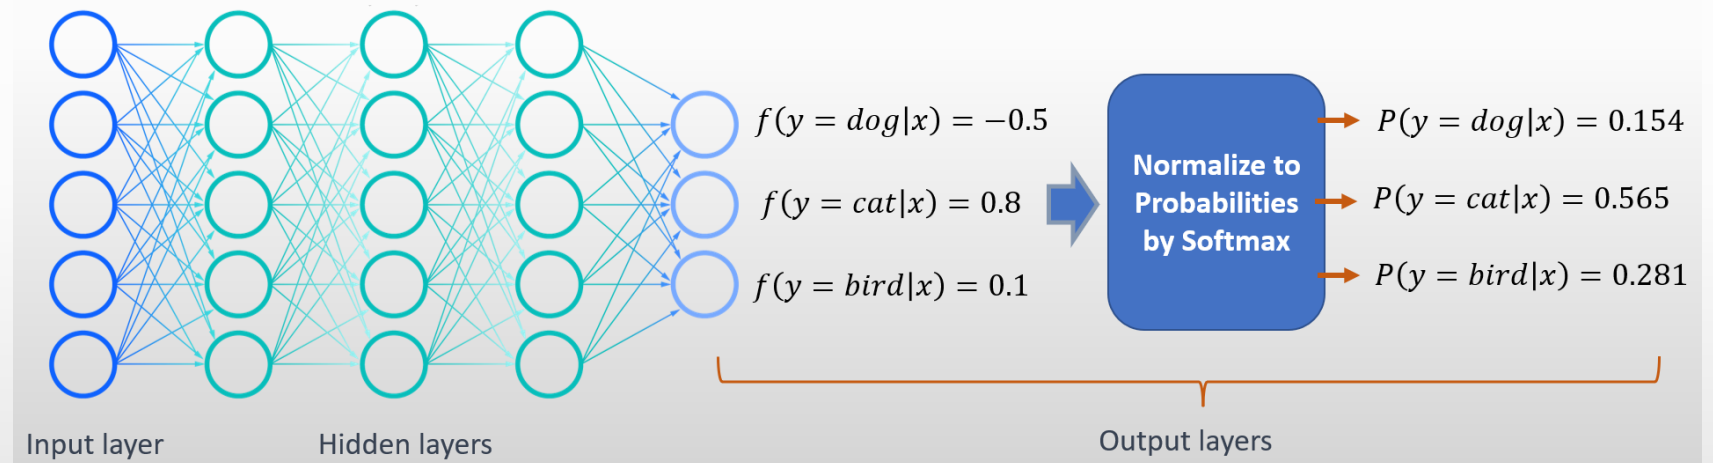 f(y = dog|x) = −0.5
f(y = cat|x) = 0.8
f(y = bird|x) = 0.1
Normalize to
Probabilities
by Softmax
P(y = dog|x) = 0.154
P(y = cat|x) = 0.565
P(y = bird|x) = 0.281
Input layer
Hidden layers
Output layers